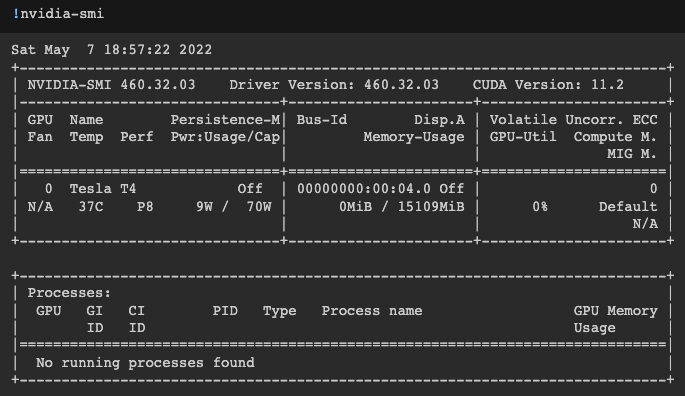 !nvidia-smi
Sat May  7 18:57:22 2022
+-----------------------------------------------------------------------------+
| NVIDIA-SMI 460.32.03    Driver Version: 460.32.03    CUDA Version: 11.2     |
|-------------------------------+----------------------+----------------------+
| GPU  Name        Persistence-M| Bus-Id        Disp.A | Volatile Uncorr. ECC |
| Fan  Temp  Perf  Pwr:Usage/Cap|         Memory-Usage | GPU-Util  Compute M. |
|                               |                      |               MIG M. |
|===============================+======================+======================|
|   0  Tesla T4            Off  | 00000000:00:04.0 Off |                    0 |
| N/A   37C    P8     9W /  70W |      0MiB / 15109MiB |      0%      Default |
|                               |                      |                  N/A |
+-------------------------------+----------------------+----------------------+

+-----------------------------------------------------------------------------+
| Processes:                                                                  |
|  GPU   GI   CI        PID   Type   Process name                  GPU Memory |
|        ID   ID                                                   Usage      |
|=============================================================================|
|  No running processes found                                                 |
+-----------------------------------------------------------------------------+